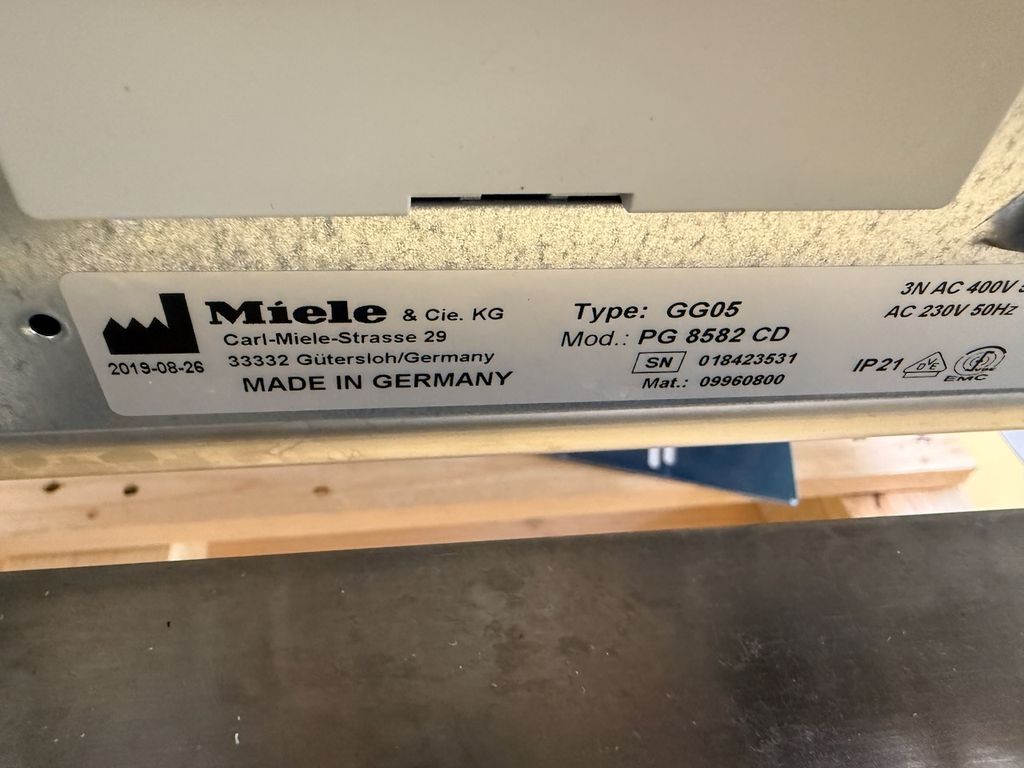 Miele & Cie. KG
Carl-Miele-Strasse 29
33332 Gütersloh/Germany
MADE IN GERMANY
2019-08-26
Type: GG05
Mod.: PG 8582 CD
SN 018423531
Mat.: 09960800
3N AC 400V
AC 230V 50Hz
IP21 DVE
EMC